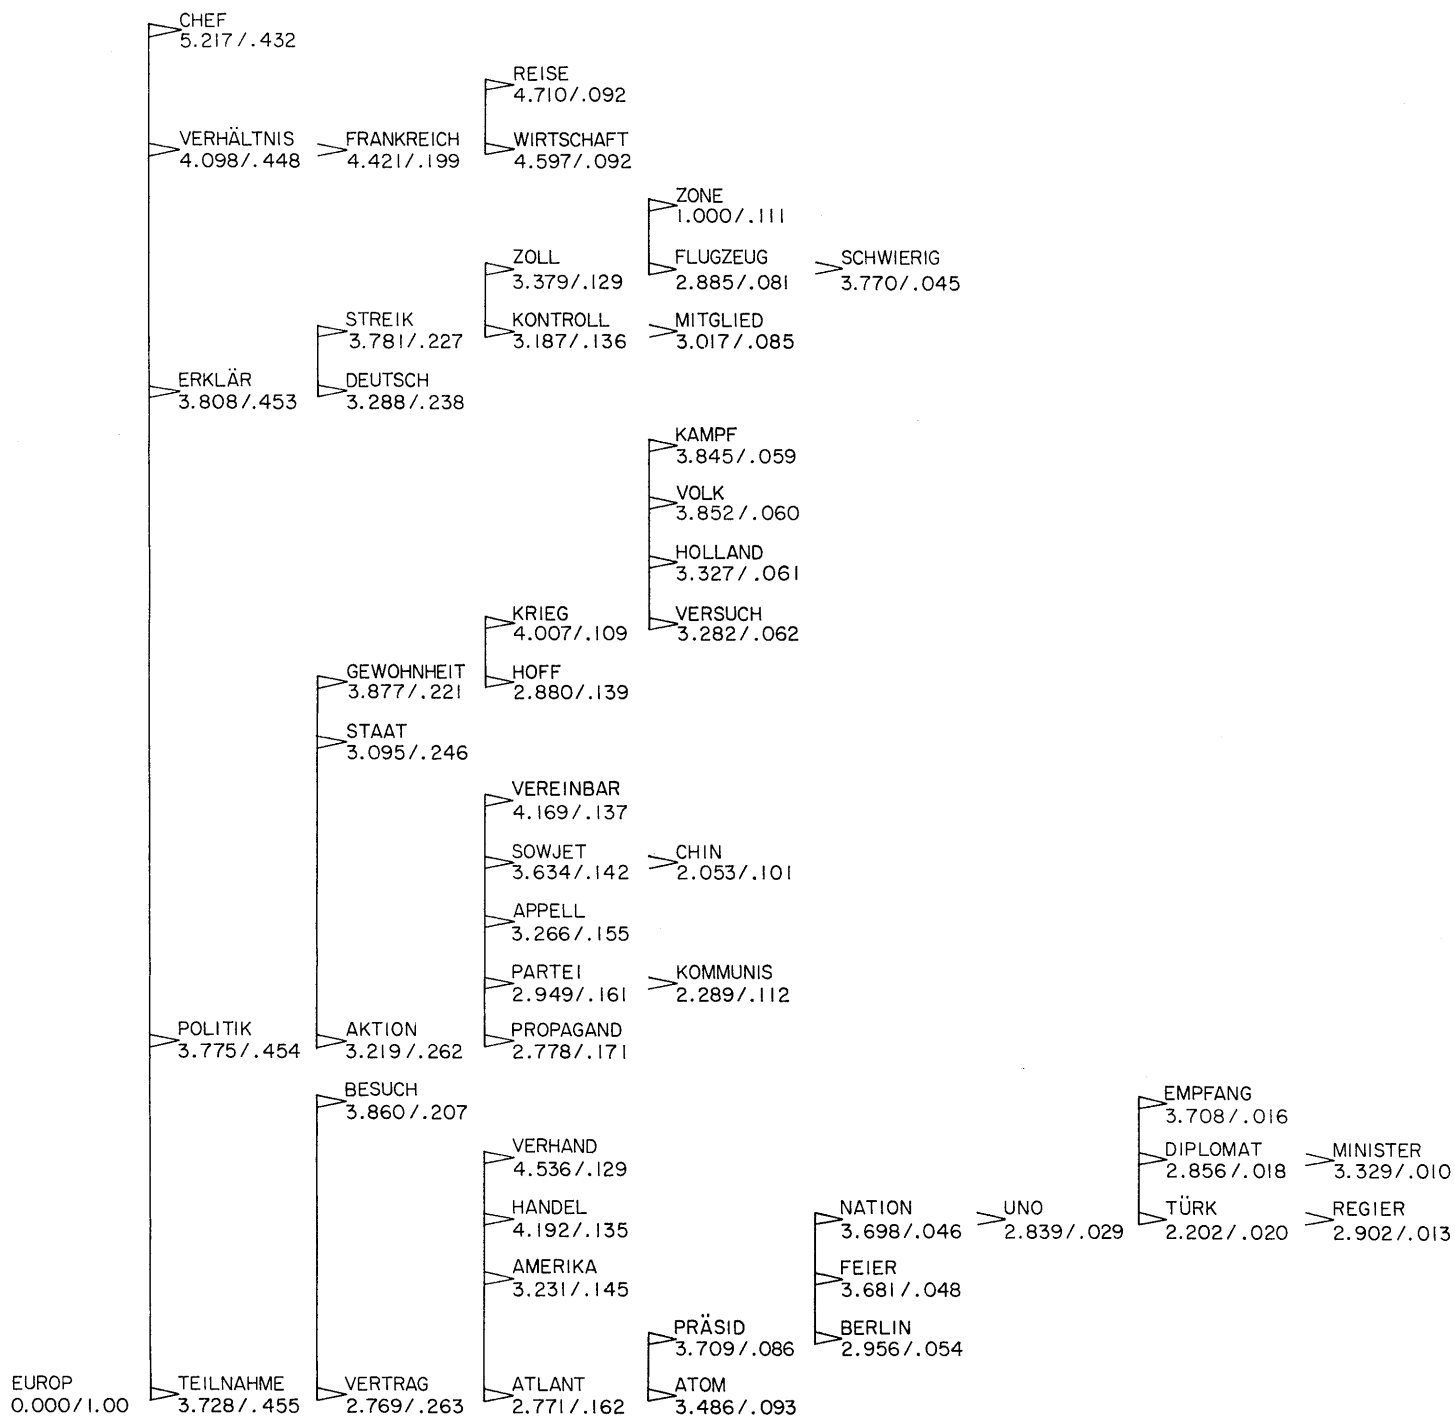 CHEF
5.217/.432
REISE
4.710/.092
VERHÄLTNIS
4.098/.448
FRANKREICH
4.421/.199
WIRTSCHAFT
4.597/.092
ZONE
1.000/.111
ZOLL
3.379/.129
FLUGZEUG
2.885/.081
SCHWIERIG
3.770/.045
STREIK
3.781/.227
KONTROLL
3.187/.136
MITGLIED
3.017/.085
ERKLÄR
3.808/.453
DEUTSCH
3.288/.238
KAMPF
3.845/.059
VOLK
3.852/.060
HOLLAND
3.327/.061
KRIEG
4.007/.109
VERSUCH
3.282/.062
GEWOHNHEIT
3.877/.221
HOFF
2.880/.139
STAAT
3.095/.246
VEREINBAR
4.169/.137
SOWJET
3.634/.142
CHIN
2.053/.101
APPELL
3.266/.155
PARTEI
2.949/.161
KOMMUNIS
2.289/.112
POLITIK
3.775/.454
AKTION
3.219/.262
PROPAGAND
2.778/.171
BESUCH
3.860/.207
EMPFANG
3.708/.016
VERHAND
4.536/.129
DIPLOMAT
2.856/.018
MINISTER
3.329/.010
HANDEL
4.192/.135
NATION
3.698/.046
UNO
2.839/.029
TÜRK
2.202/.020
REGIER
2.902/.013
AMERIKA
3.231/.145
FEIER
3.681/.048
PRÄSID
3.709/.086
BERLIN
2.956/.054
EUROP
0.000/1.00
TEILNAHME
3.728/.455
VERTRAG
2.769/.263
ATLANT
2.771/.162
ATOM
3.486/.093